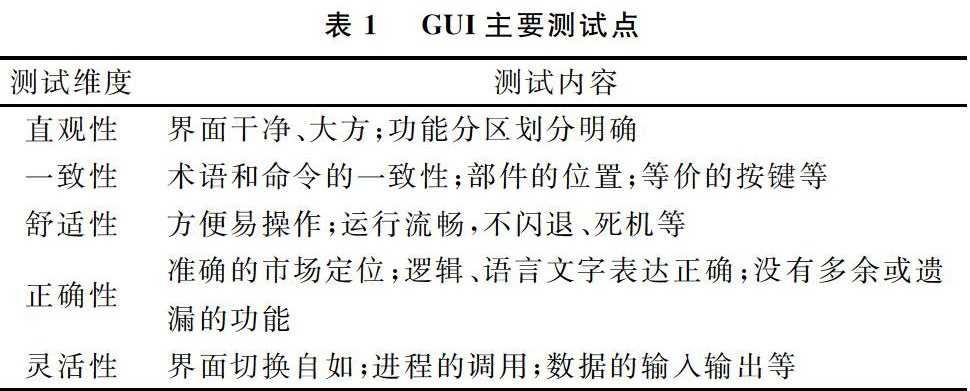 表 1 GUI 主要测试点
测试维度 测试内容
直观性 界面干净、大方;功能分区划分明确
一致性 术语和命令的一致性;部件的位置;等价的按键等
舒适性 方便易操作;运行流畅,不闪退、死机等
正确性 准确的市场定位;逻辑、语言文字表达正确;没有多余或遗
漏的功能
灵活性 界面切换自如;进程的调用;数据的输入输出等